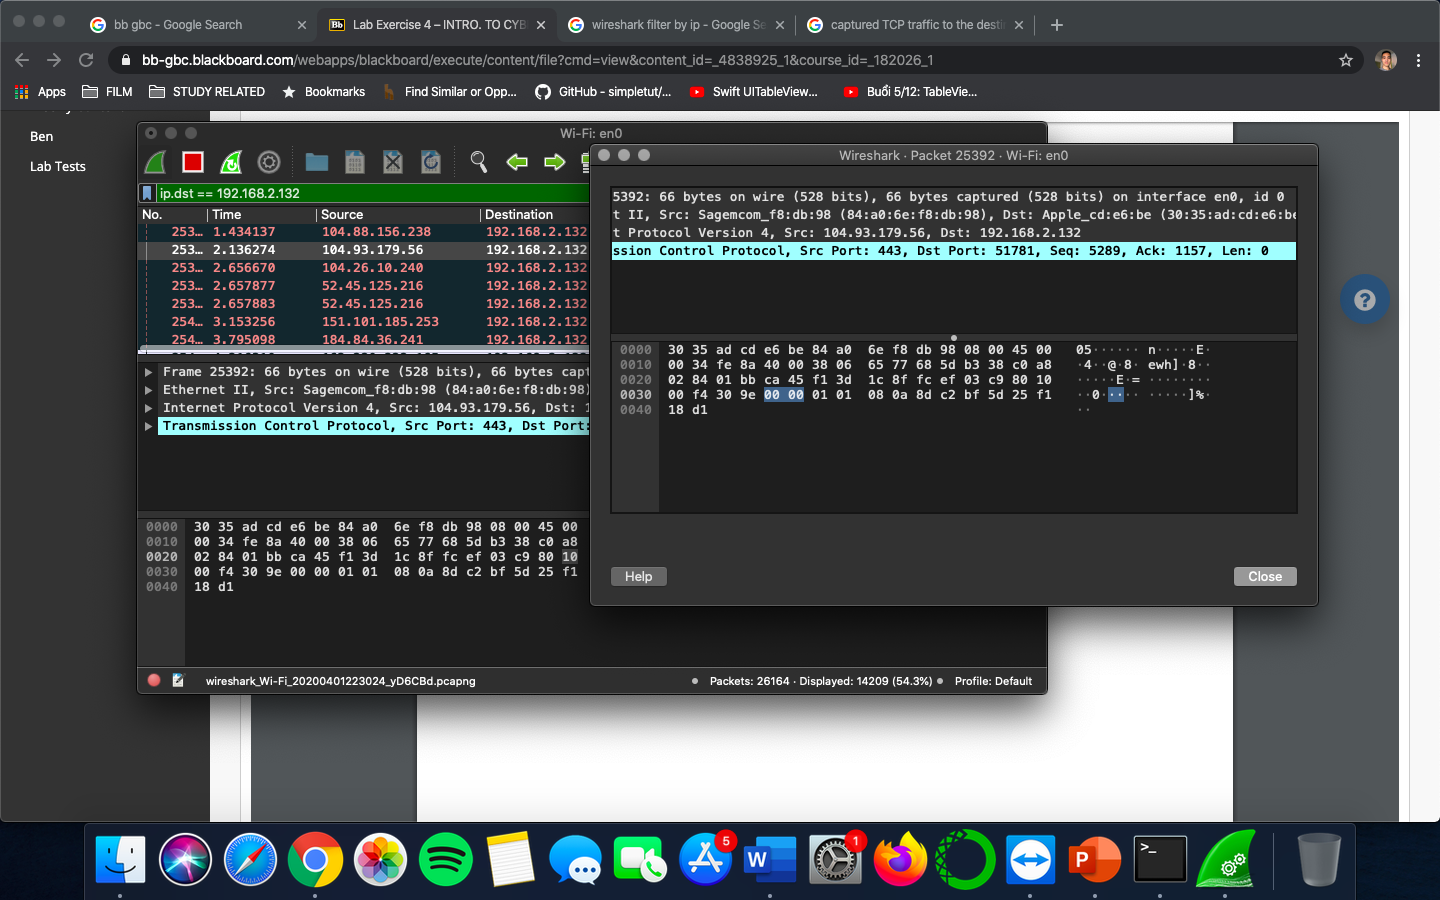 bb gbc - Google Search
Lab Exercise 4 – INTRO. TO CYB
wireshark filter by ip - Google Se
captured TCP traffic to the desti
bb-gbc.blackboard.com/webapps/blackboard/execute/content/file?cmd=view&content_id=_4838925_1&course_id=_182026_1
Apps
FILM
STUDY RELATED
Bookmarks
Find Similar or Opp...
GitHub - simpletut/...
Swift UITableView...
Buổi 5/12: TableVie...
Ben
Lab Tests
Wi-Fi: en0
ip.dst == 192.168.2.132
No. Time Source Destination
253… 1.434137 104.88.156.238 192.168.2.132
253… 2.136274 104.93.179.56 192.168.2.132
253… 2.656670 104.26.10.240 192.168.2.132
253… 2.657877 52.45.125.216 192.168.2.132
253… 2.657883 52.45.125.216 192.168.2.132
254… 3.153256 151.101.185.253 192.168.2.132
254… 3.795098 184.84.36.241 192.168.2.132
Frame 25392: 66 bytes on wire (528 bits), 66 bytes capt
Ethernet II, Src: Sagemcom_f8:db:98 (84:a0:6e:f8:db:98)
Internet Protocol Version 4, Src: 104.93.179.56, Dst: 1
Transmission Control Protocol, Src Port: 443, Dst Port:
0000 30 35 ad cd e6 be 84 a0 6e f8 db 98 08 00 45 00
0010 00 34 fe 8a 40 00 38 06 65 77 68 5d b3 38 c0 a8
0020 02 84 01 bb ca 45 f1 3d 1c 8f fc ef 03 c9 80 10
0030 00 f4 30 9e 00 00 01 01 08 0a 8d c2 bf 5d 25 f1
0040 18 d1
wireshark_Wi-Fi_20200401223024_yD6CBd.pcapng
Packets: 26164 · Displayed: 14209 (54.3%)
Profile: Default
Wireshark · Packet 25392 · Wi-Fi: en0
5392: 66 bytes on wire (528 bits), 66 bytes captured (528 bits) on interface en0, id 0
t II, Src: Sagemcom_f8:db:98 (84:a0:6e:f8:db:98), Dst: Apple_cd:e6:be (30:35:ad:cd:e6:be
t Protocol Version 4, Src: 104.93.179.56, Dst: 192.168.2.132
ssion Control Protocol, Src Port: 443, Dst Port: 51781, Seq: 5289, Ack: 1157, Len: 0
0000 30 35 ad cd e6 be 84 a0 6e f8 db 98 08 00 45 00 05······ n·····E·
0010 00 34 fe 8a 40 00 38 06 65 77 68 5d b3 38 c0 a8 ·4··@·8· ewh]·8··
0020 02 84 01 bb ca 45 f1 3d 1c 8f fc ef 03 c9 80 10 ·····E·= ········
0030 00 f4 30 9e 00 00 01 01 08 0a 8d c2 bf 5d 25 f1 ··0····· ·····]%·
0040 18 d1 ··
Help
Close
5
W
1
P
>_